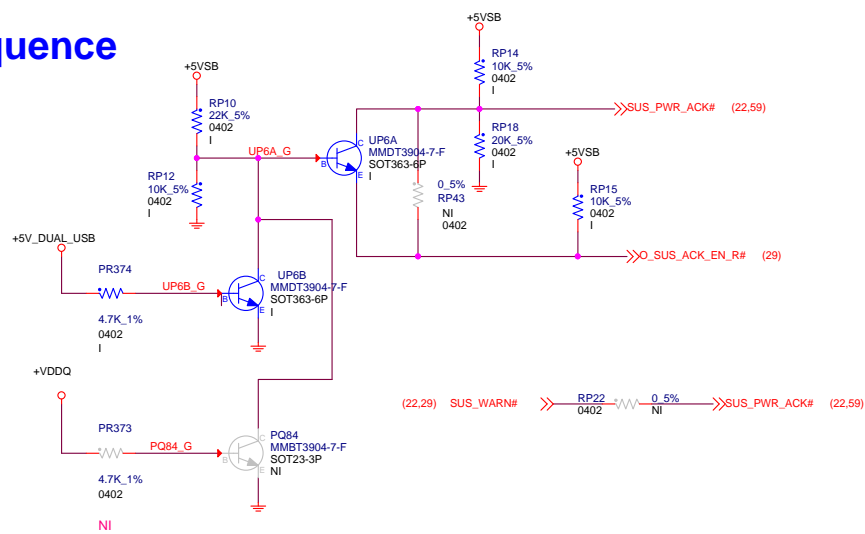 quence
+5VSB
RP14
10K_5%
0402
I
+5VSB
RP10
22K_5%
0402
I
SUS_PWR_ACK# (22,59)
UP6A_G
B
C
E
UP6A
MMDT3904-7-F
SOT363-6P
I
RP18
20K_5%
0402
I
+5VSB
RP12
10K_5%
0402
I
0_5%
RP43
NI
0402
RP15
10K_5%
0402
I
+5V_DUAL_USB
O_SUS_ACK_EN_R# (29)
PR374
4.7K_1%
0402
I
UP6B_G
B
C
E
UP6B
MMDT3904-7-F
SOT363-6P
I
+VDDQ
(22,29) SUS_WARN#
RP22
0402
0_5%
NI
SUS_PWR_ACK# (22,59)
PR373
4.7K_1%
0402
NI
PQ84_G
B
C
E
PQ84
MMBT3904-7-F
SOT23-3P
NI